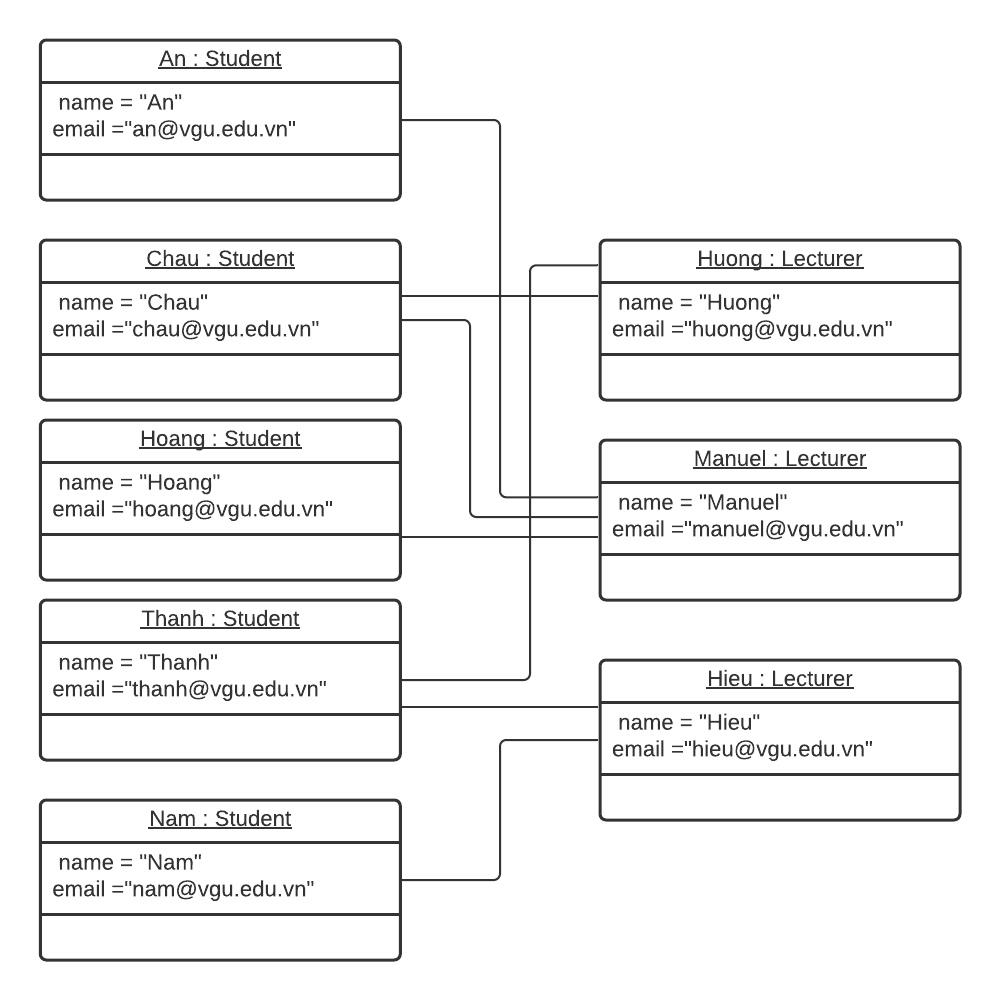 An : Student
name = "An"
email ="an@vgu.edu.vn"
Chau : Student
name = "Chau"
email ="chau@vgu.edu.vn"
Hoang : Student
name = "Hoang"
email ="hoang@vgu.edu.vn"
Thanh : Student
name = "Thanh"
email ="thanh@vgu.edu.vn"
Nam : Student
name = "Nam"
email ="nam@vgu.edu.vn"
Huong : Lecturer
name = "Huong"
email ="huong@vgu.edu.vn"
Manuel : Lecturer
name = "Manuel"
email ="manuel@vgu.edu.vn"
Hieu : Lecturer
name = "Hieu"
email ="hieu@vgu.edu.vn"